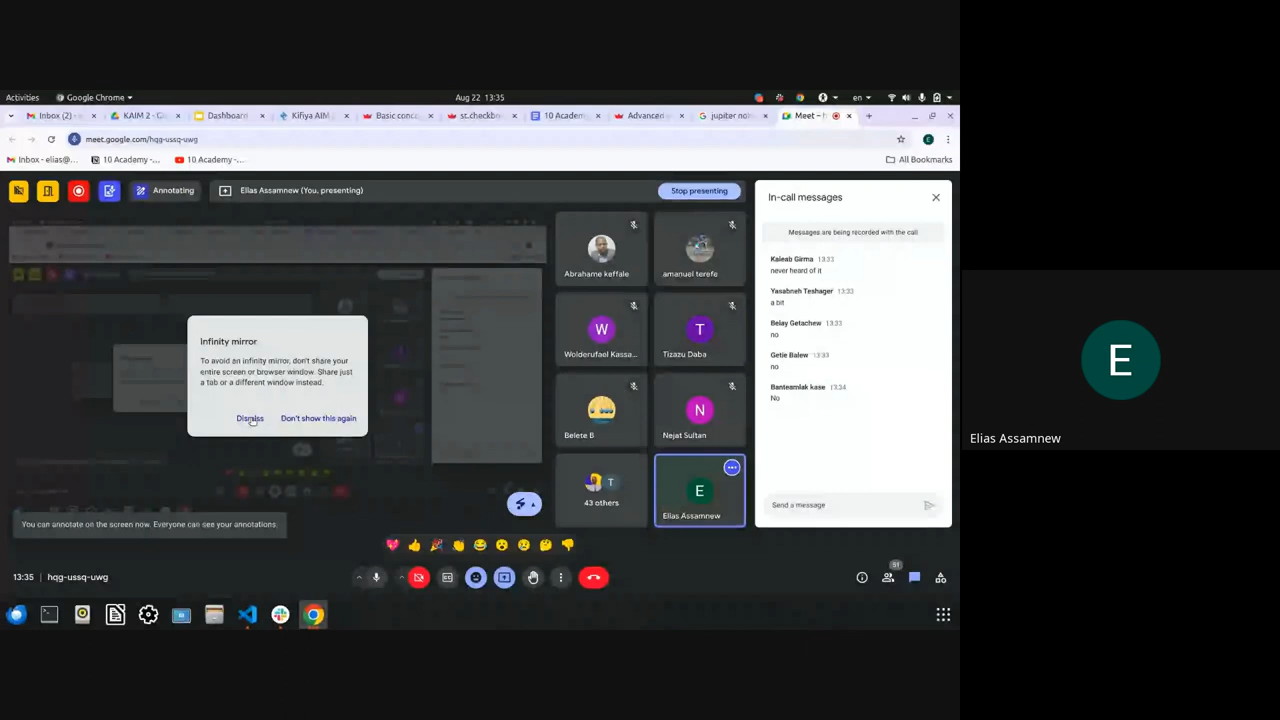 Activities
Google Chrome
Aug 22 13:35
en
Inbox (2)
KAIM 2 - G
Dashboard
Kifiya AIM
Basic conc
st.checkbo
10 Academ
Advanced
jupiter not
Meet –
meet.google.com/hqg-ussq-uwg
Inbox - elias@...
10 Academy -...
10 Academy -...
All Bookmarks
Annotating
Elias Assamnew (You, presenting)
Stop presenting
Infinity mirror
To avoid an infinity mirror, don't share your
entire screen or browser window. Share just
a tab or a different window instead.
Dismiss
Don't show this again
You can annotate on the screen now. Everyone can see your annotations.
Abrahame keffale
amanuel terefe
W
Wolderufael Kassa...
T
Tizazu Daba
Belete B
N
Nejat Sultan
T
43 others
E
Elias Assamnew
In-call messages
Messages are being recorded with the call
Kaleab Girma 13:33
never heard of it
Yasabneh Teshager 13:33
a bit
Belay Getachew 13:33
no
Getie Balew 13:33
no
Banteamlak kase 13:34
No
Send a message
13:35 | hqg-ussq-uwg
51
E
Elias Assamnew